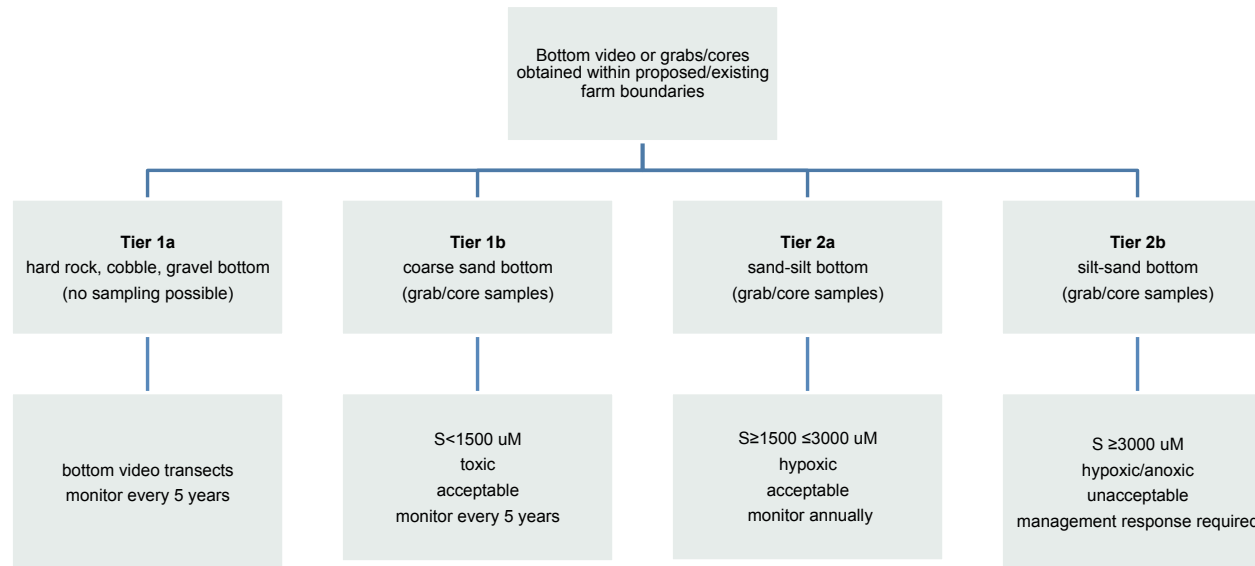 Bottom video or grabs/cores
obtained within proposed/existing
farm boundaries
Tier 1a
hard rock, cobble, gravel bottom
(no sampling possible)
Tier 1b
coarse sand bottom
(grab/core samples)
Tier 2a
sand-silt bottom
(grab/core samples)
Tier 2b
silt-sand bottom
(grab/core samples)
bottom video transects
monitor every 5 years
S<1500 uM
toxic
acceptable
monitor every 5 years
S≥1500 ≤3000 uM
hypoxic
acceptable
monitor annually
S ≥3000 uM
hypoxic/anoxic
unacceptable
management response required